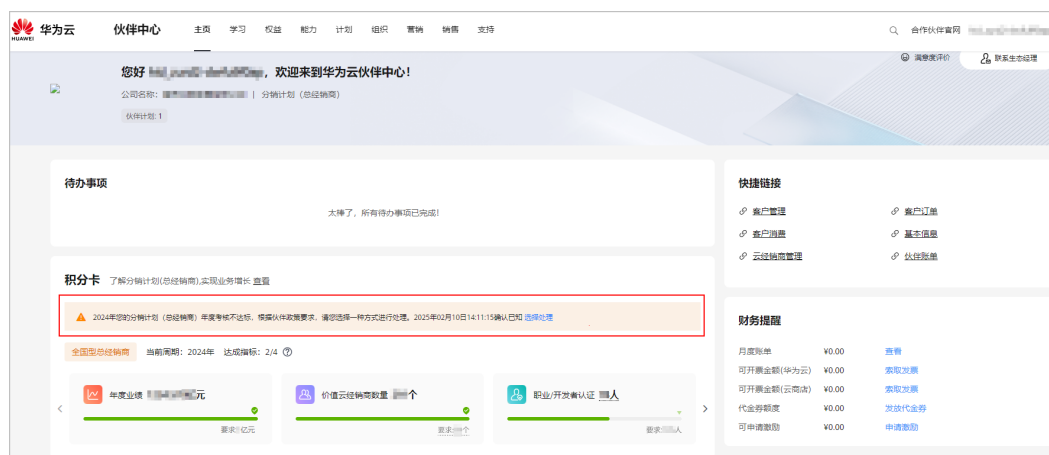 HUAWEI 华为云 伙伴中心 主页 学习 权益 能力 计划 组织 营销 销售 支持 合作伙伴官网
您好 ，欢迎来到华为云伙伴中心！
满意度评价 联系生态经理
公司名称： | 分销计划（总经销商）
伙伴计划: 1
待办事项
太棒了，所有待办事项已完成!
快捷链接
客户管理 客户订单
客户消费 基本信息
云经销商管理 伙伴账单
积分卡 了解分销计划(总经销商),实现业务增长 查看
2024年您的分销计划（总经销商）年度考核不达标，根据伙伴政策要求，请您选择一种方式进行处理。2025年02月10日14:11:15确认已知 选择处理
全国型总经销商 当前周期：2024年 达成指标：2/4
年度业绩 元
要求 亿元
价值云经销商数量 个
要求 个
职业/开发者认证 人
要求 人
财务提醒
月度账单 ¥0.00 查看
可开票金额(华为云) ¥0.00 索取发票
可开票金额(云商店) ¥0.00 索取发票
代金券额度 ¥0.00 发放代金券
可申请激励 ¥0.00 申请激励